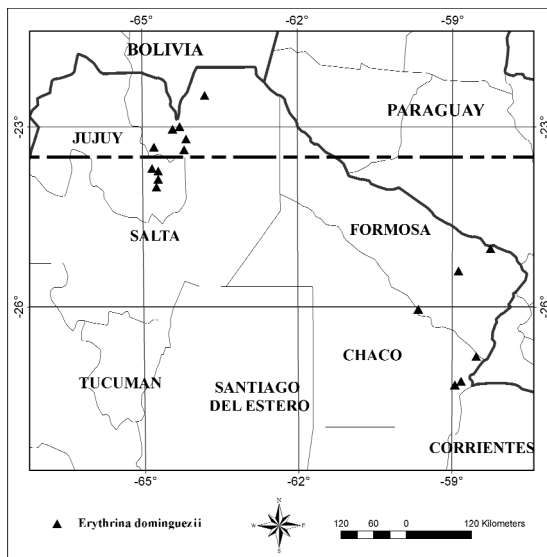 -65° -62° -59°
BOLIVIA
PARAGUAY
-23° -23°
JUJUY
SALTA
FORMOSA
-26° -26°
CHACO
TUCUMAN
SANTIAGO
DEL ESTERO
CORRIENTES
-65° -62° -59°
N
W E
S
Erythrina dominguezii
120 60 0 120 Kilometers